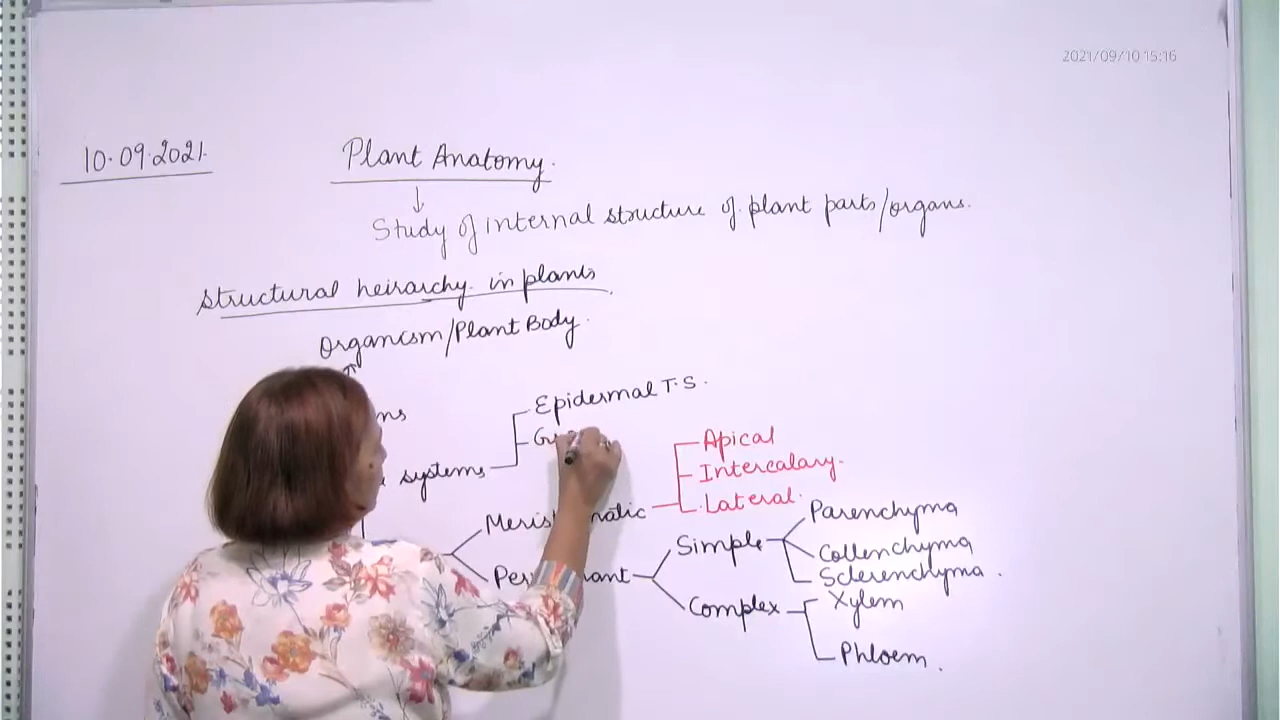 2021/09/10 15:16
10.09.2021.
Plant Anatomy.
↓
Study of internal structure of plant parts/organs.
Structural heirarchy in plants
Organism/Plant Body.
systems
Epidermal T.S.
Apical
Intercalary.
Lateral.
Simple
Parenchyma
Collenchyma
Sclerenchyma.
Complex
Xylem
Phloem.